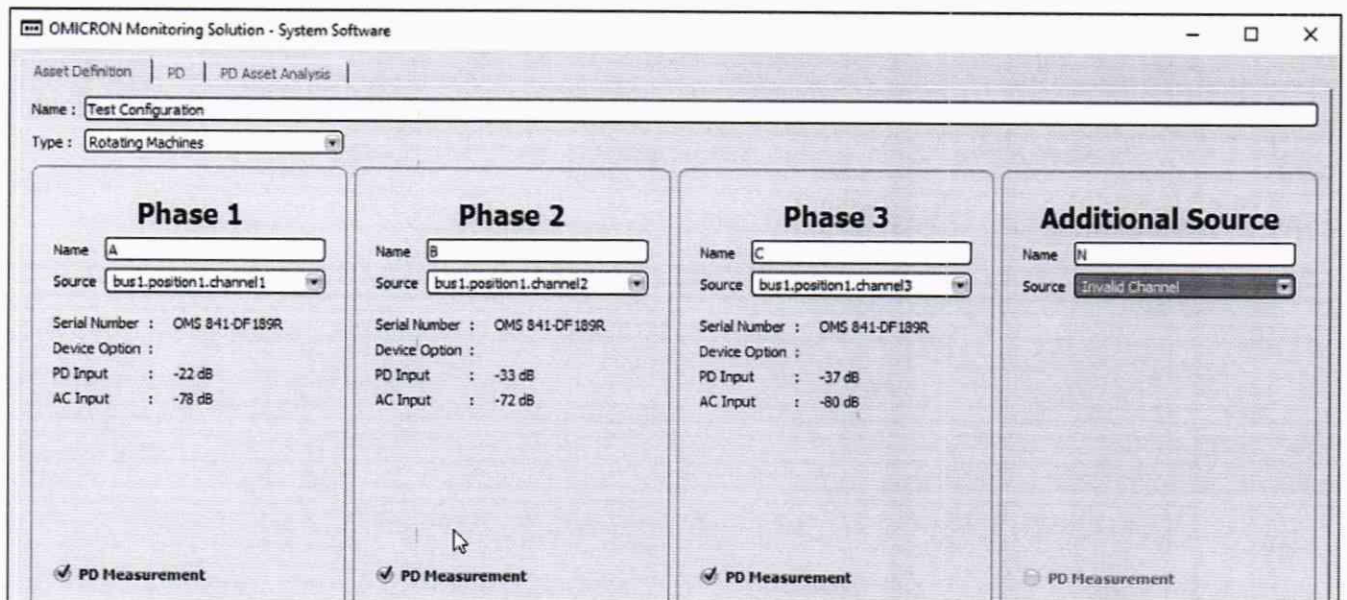 OMICRON Monitoring Solution - System Software
Asset Definition PD PD Asset Analysis
Name : Test Configuration
Type : Rotating Machines
Phase 1
Name A
Source bus1.position1.channel1
Serial Number : OMS 841-DF189R
Device Option :
PD Input : -22 dB
AC Input : -78 dB
PD Measurement
Phase 2
Name B
Source bus1.position1.channel2
Serial Number : OMS 841-DF189R
Device Option :
PD Input : -33 dB
AC Input : -72 dB
PD Measurement
Phase 3
Name C
Source bus1.position1.channel3
Serial Number : OMS 841-DF189R
Device Option :
PD Input : -37 dB
AC Input : -80 dB
PD Measurement
Additional Source
Name N
Source Invalid Channel
PD Measurement